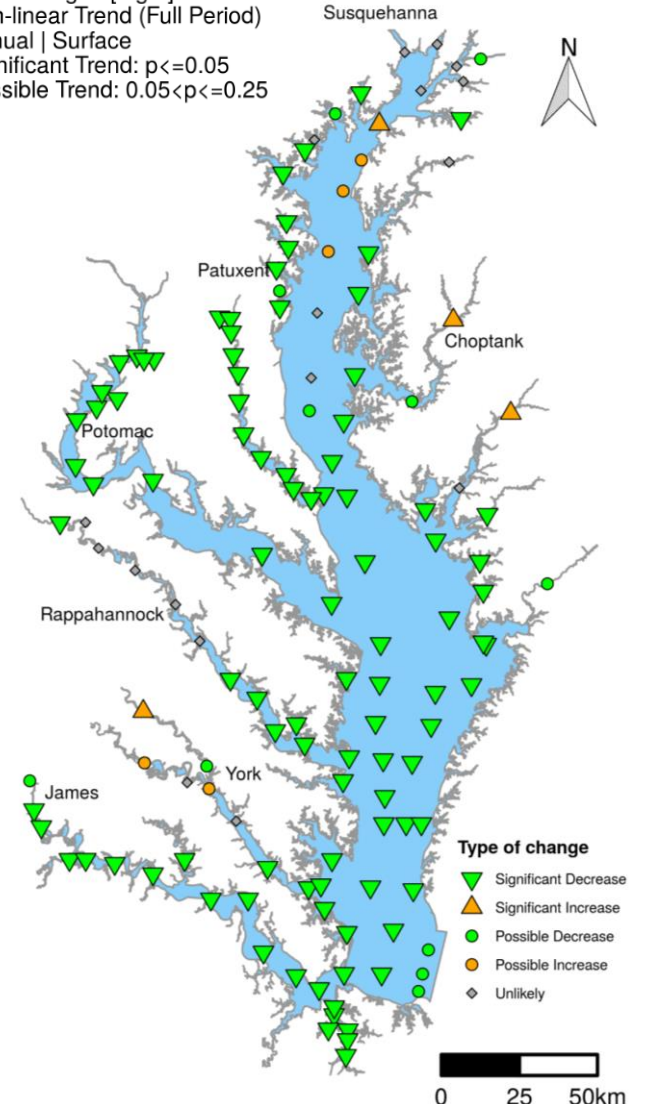 n-linear Trend (Full Period)
nual | Surface
nificant Trend: p<=0.05
ssible Trend: 0.05<p<=0.25
Susquehanna
N
Patuxent
Choptank
Potomac
Rappahannock
York
James
Type of change
Significant Decrease
Significant Increase
Possible Decrease
Possible Increase
Unlikely
0 25 50km